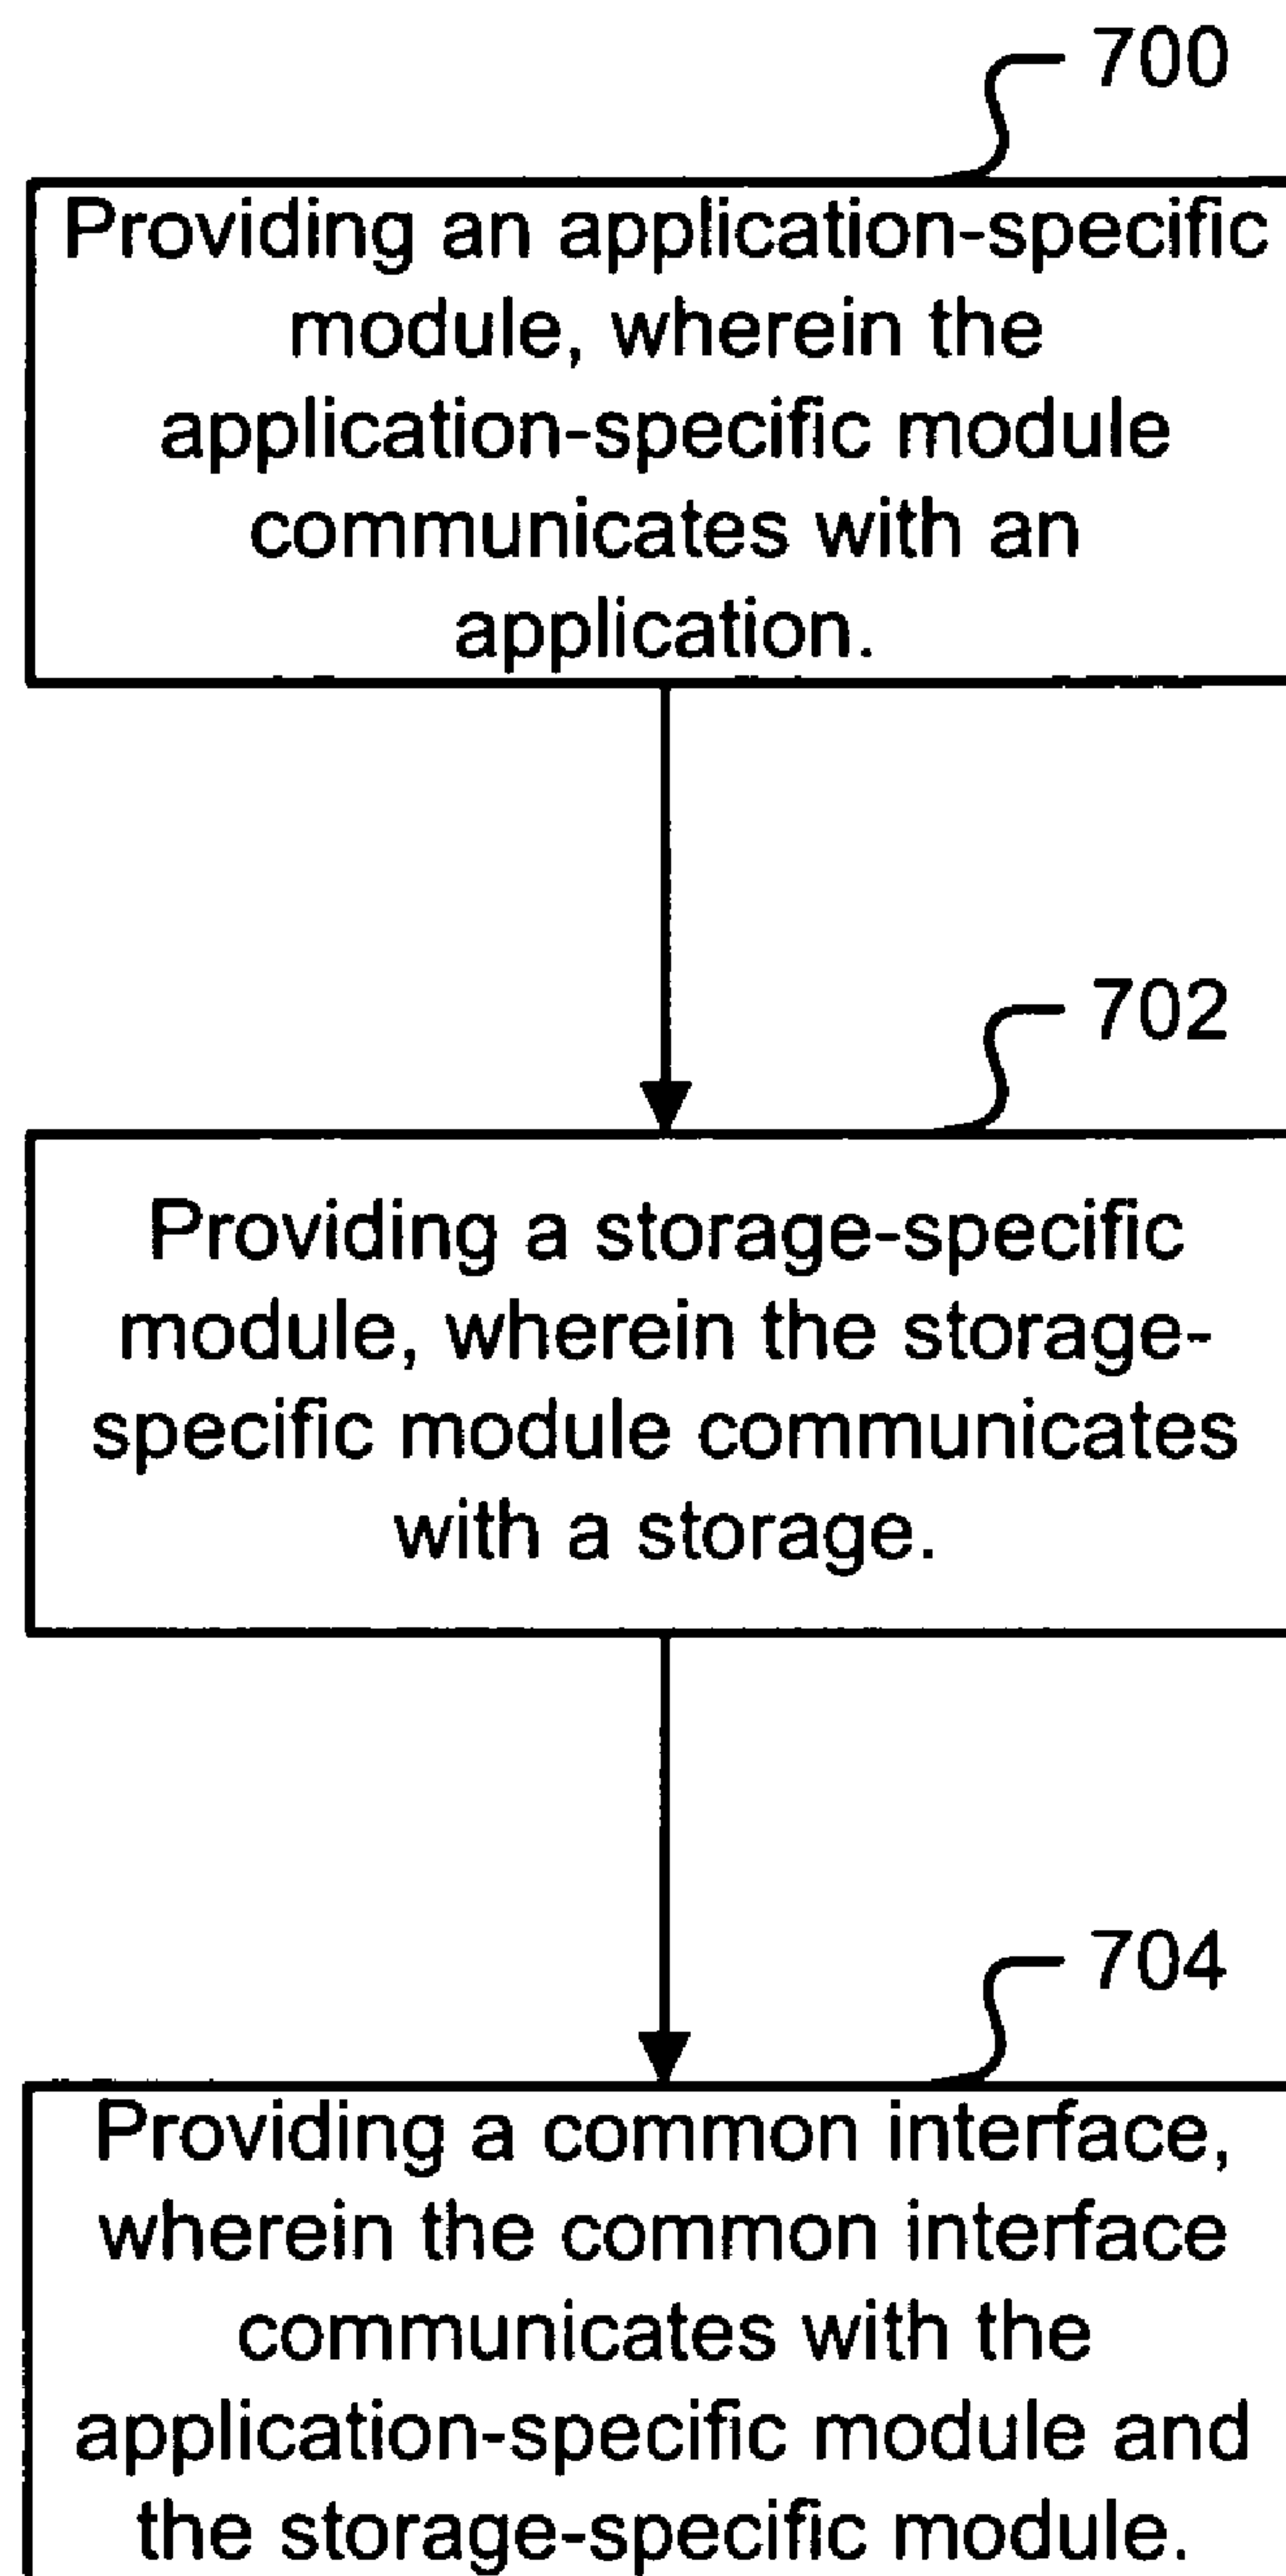 700
Providing an application-specific
module, wherein the
application-specific module
communicates with an
application.
702
Providing a storage-specific
module, wherein the storage-
specific module communicates
with a storage.
704
Providing a common interface,
wherein the common interface
communicates with the
application-specific module and
the storage-specific module.